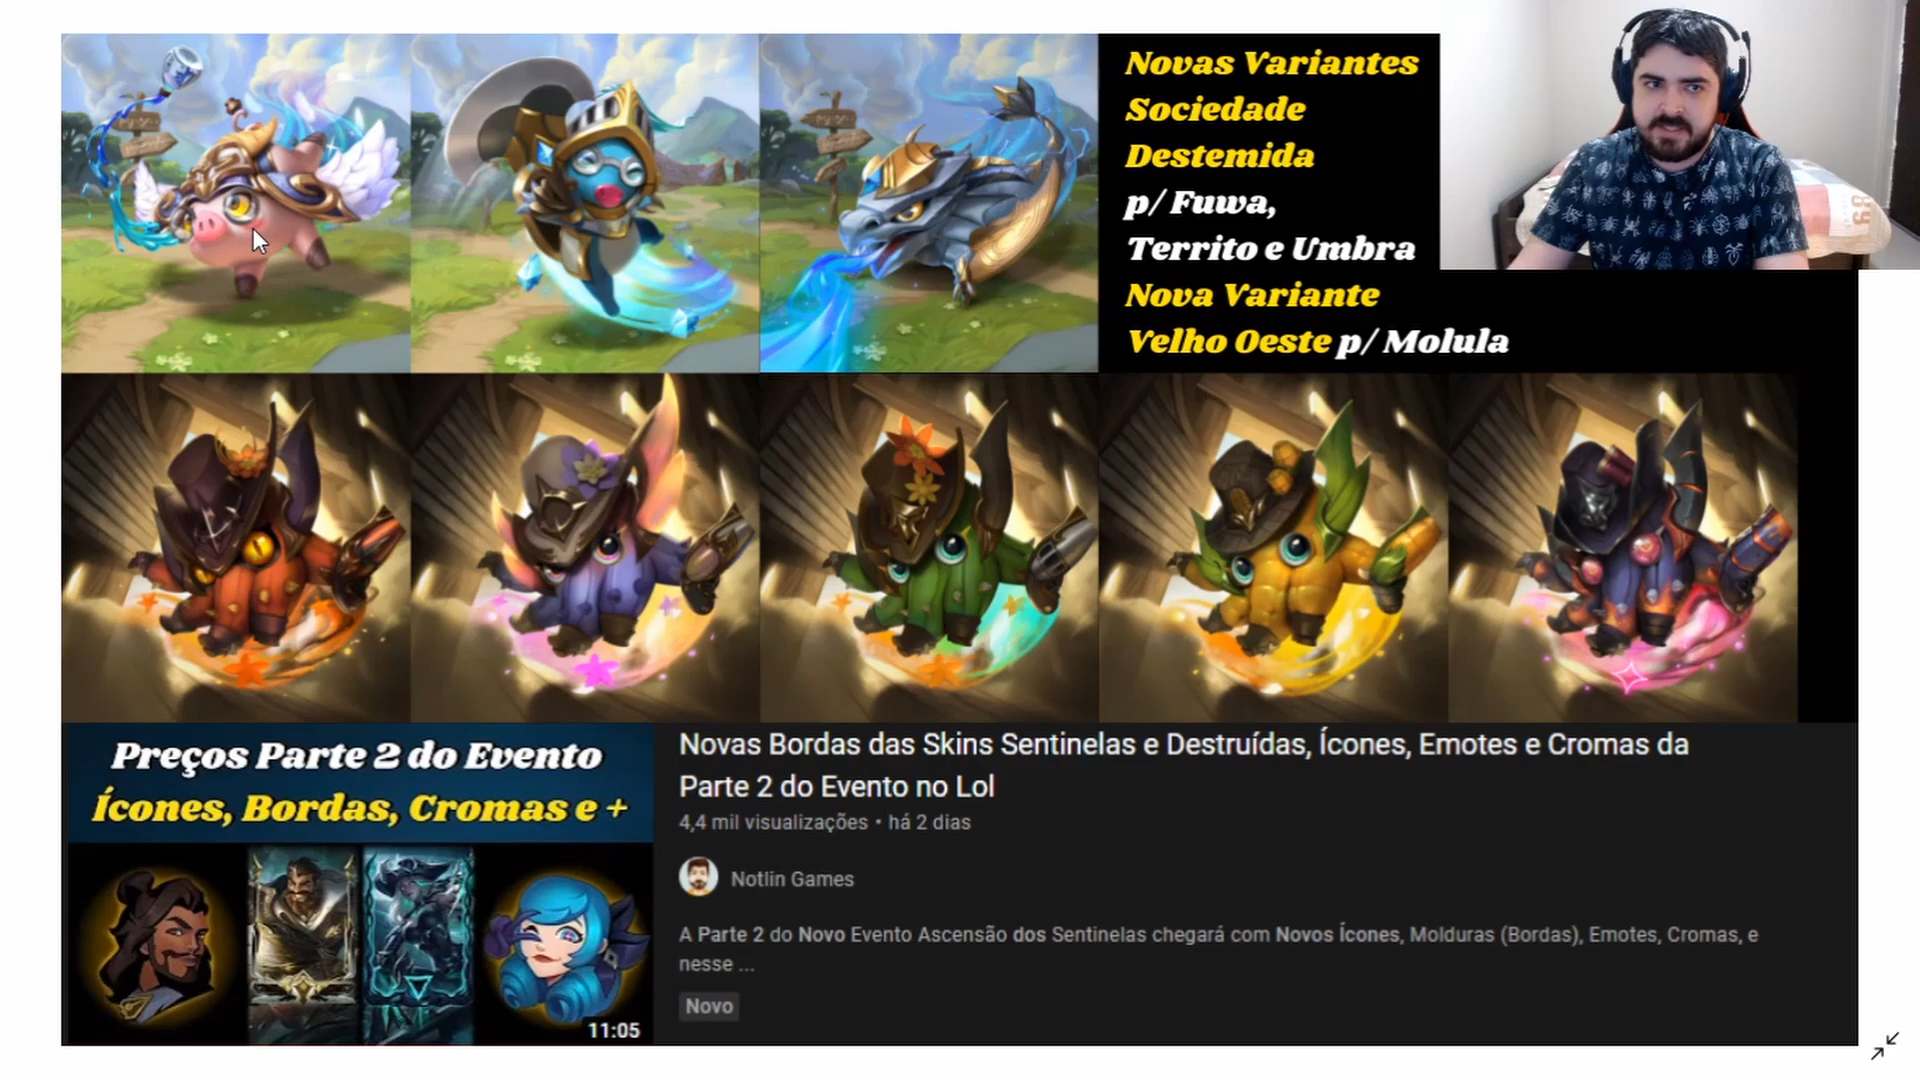 Novas Variantes
Sociedade
Destemida
p/ Fuwa,
Territo e Umbra
Nova Variante
Velho Oeste p/ Molula
Preços Parte 2 do Evento
Ícones, Bordas, Cromas e +
11:05
Novas Bordas das Skins Sentinelas e Destruídas, Ícones, Emotes e Cromas da
Parte 2 do Evento no Lol
4,4 mil visualizações • há 2 dias
Notlin Games
A Parte 2 do Novo Evento Ascensão dos Sentinelas chegará com Novos Ícones, Molduras (Bordas), Emotes, Cromas, e
nesse ...
Novo